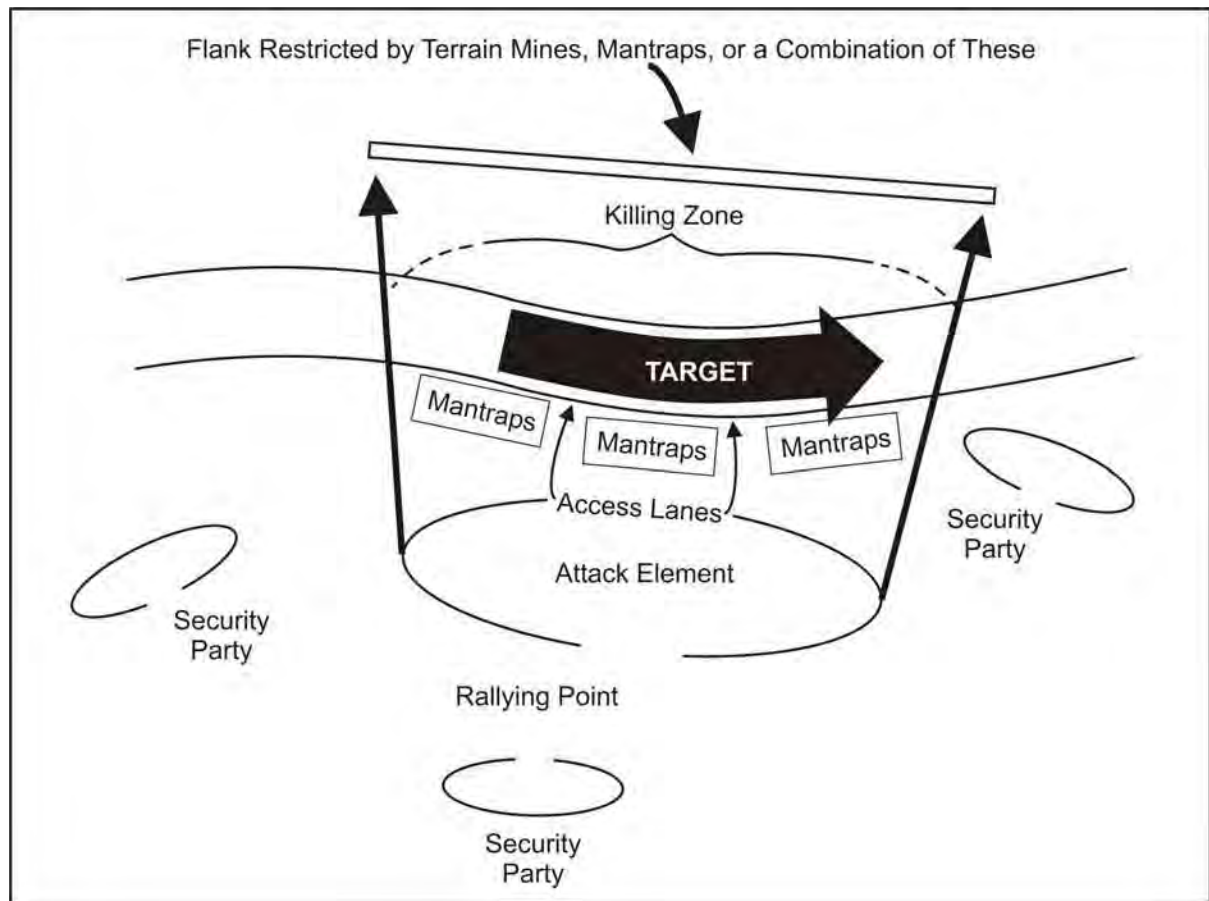 Flank Restricted by Terrain Mines, Mantraps, or a Combination of These
Killing Zone
TARGET
Mantraps
Mantraps
Mantraps
Access Lanes
Security
Party
Attack Element
Security
Party
Rallying Point
Security
Party